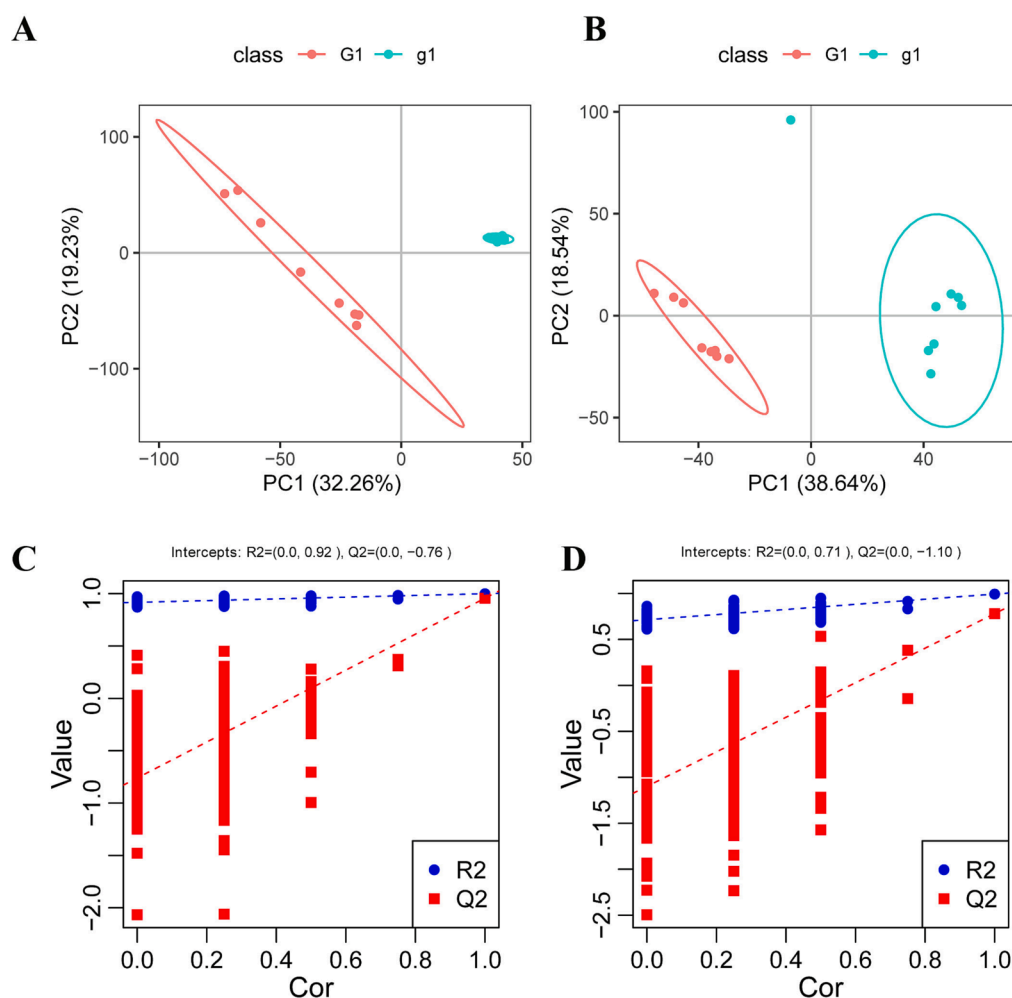 A
class G1 g1
100
0
−100
PC2 (19.23%)
−100 −50 0 50
PC1 (32.26%)
B
class G1 g1
100
50
0
−50
PC2 (18.54%)
−40 0 40
PC1 (38.64%)
C
Intercepts: R2=(0.0, 0.92 ), Q2=(0.0, −0.76 )
1.0
0.0
−1.0
−2.0
Value
R2
Q2
0.0 0.2 0.4 0.6 0.8 1.0
Cor
D
Intercepts: R2=(0.0, 0.71 ), Q2=(0.0, −1.10 )
0.5
−0.5
−1.5
−2.5
Value
R2
Q2
0.0 0.2 0.4 0.6 0.8 1.0
Cor